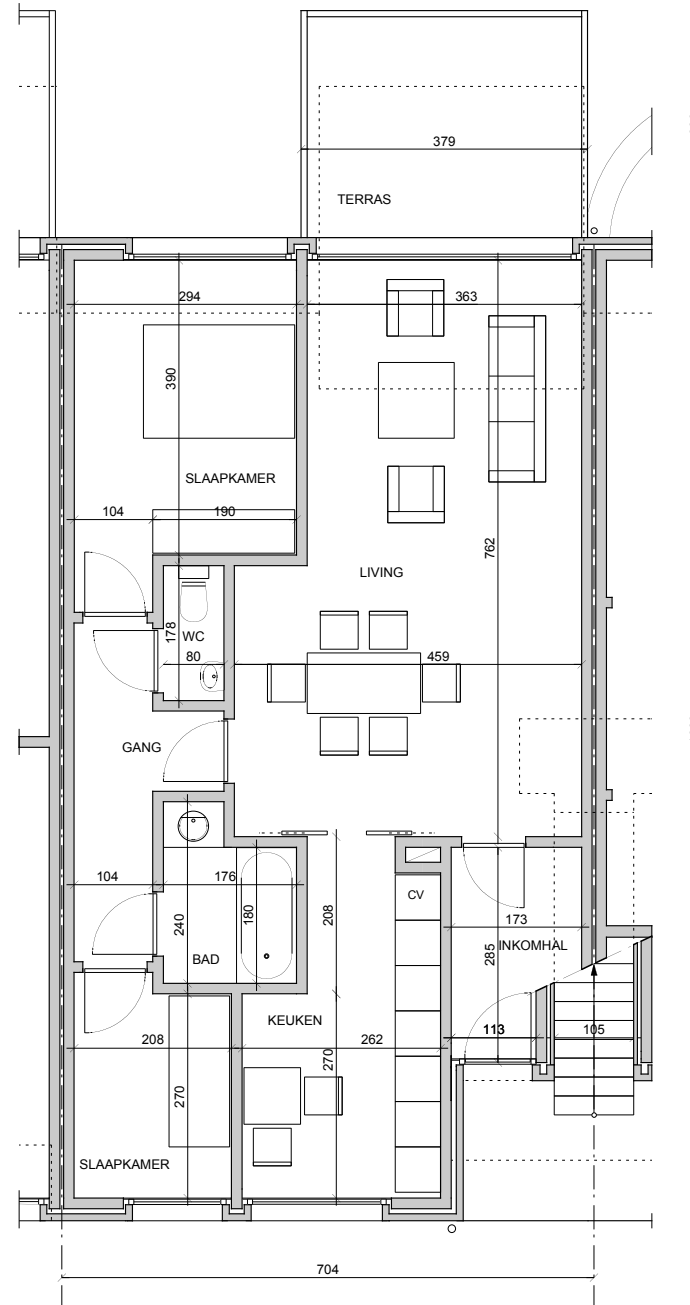 379
TERRAS
294
363
390
SLAAPKAMER
104
190
762
LIVING
178
WC
80
459
GANG
104
176
CV
240
180
208
173
INKOMHAL
285
BAD
KEUKEN
208
262
113
105
270
270
SLAAPKAMER
704